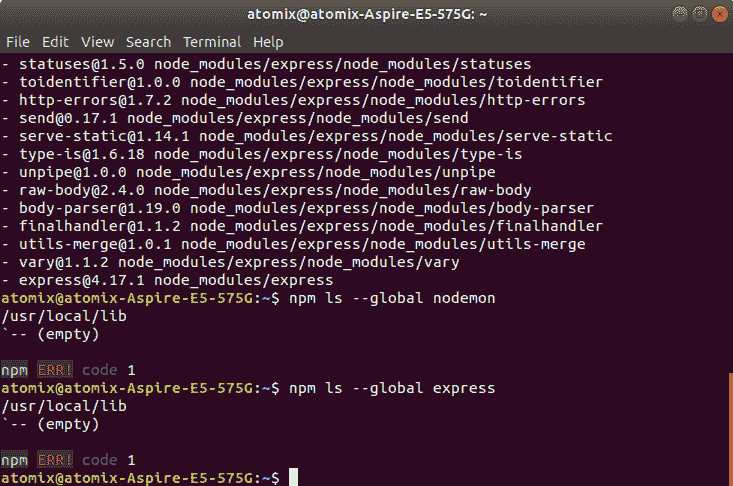 atomix@atomix-Aspire-E5-575G: ~
File Edit View Search Terminal Help
- statuses@1.5.0 node_modules/express/node_modules/statuses
- toidentifier@1.0.0 node_modules/express/node_modules/toidentifier
- http-errors@1.7.2 node_modules/express/node_modules/http-errors
- send@0.17.1 node_modules/express/node_modules/send
- serve-static@1.14.1 node_modules/express/node_modules/serve-static
- type-is@1.6.18 node_modules/express/node_modules/type-is
- unpipe@1.0.0 node_modules/express/node_modules/unpipe
- raw-body@2.4.0 node_modules/express/node_modules/raw-body
- body-parser@1.19.0 node_modules/express/node_modules/body-parser
- finalhandler@1.1.2 node_modules/express/node_modules/finalhandler
- utils-merge@1.0.1 node_modules/express/node_modules/utils-merge
- vary@1.1.2 node_modules/express/node_modules/vary
- express@4.17.1 node_modules/express
atomix@atomix-Aspire-E5-575G:~$ npm ls --global nodemon
/usr/local/lib
`-- (empty)
npm ERR! code 1
atomix@atomix-Aspire-E5-575G:~$ npm ls --global express
/usr/local/lib
`-- (empty)
npm ERR! code 1
atomix@atomix-Aspire-E5-575G:~$